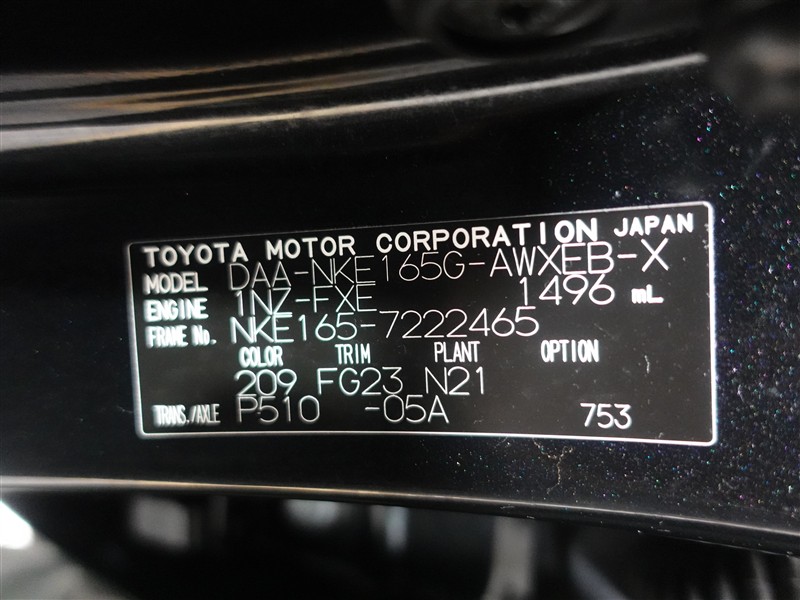 TOYOTA MOTOR CORPORATION JAPAN
MODEL DAA-NKE165G-AWXEB-X
ENGINE 1NZ-FXE 1496 mL
FRAME No. NKE165-7222465
COLOR TRIM PLANT OPTION
209 FG23 N21
TRANS./AXLE P510 -05A 753